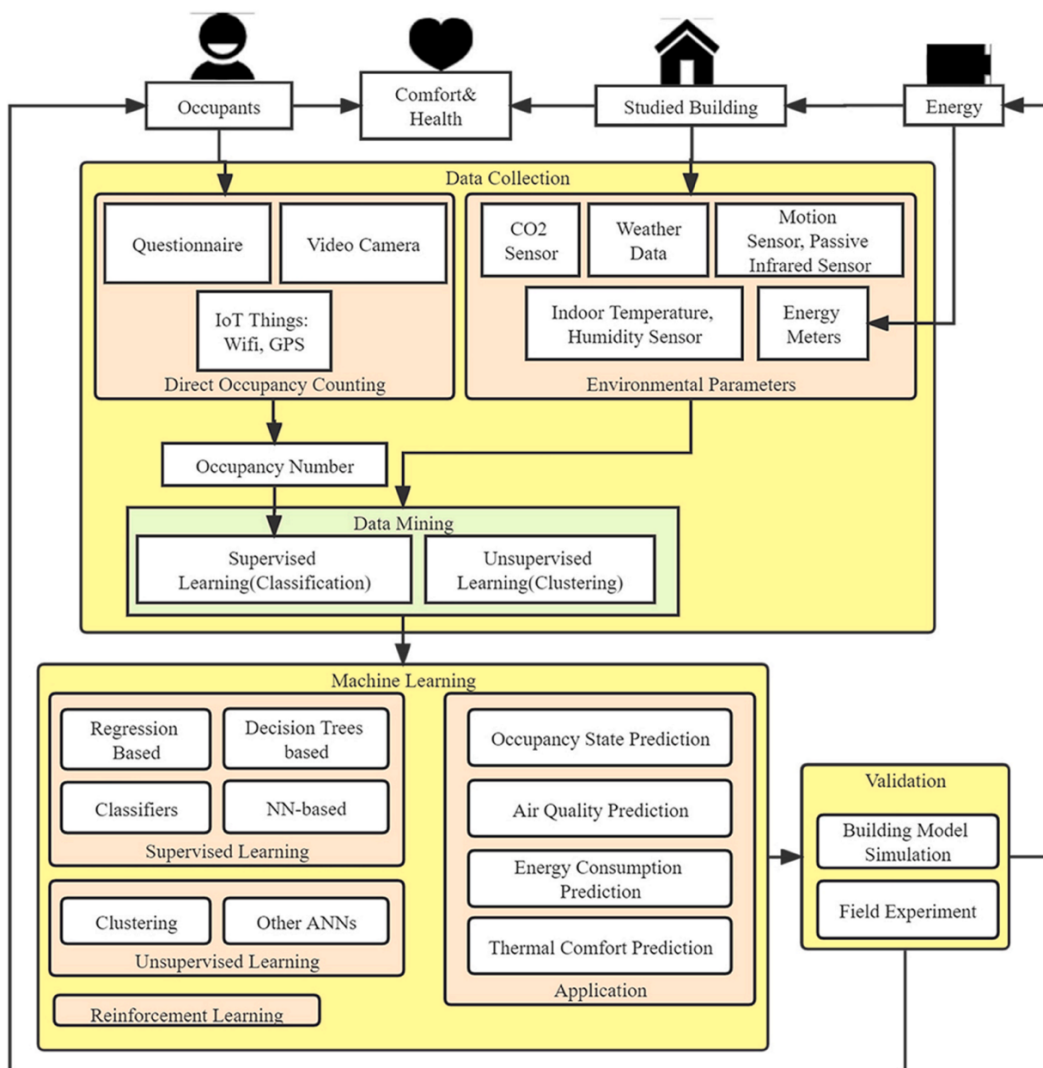 Occupants
Comfort&
Health
Studied Building
Energy
Data Collection
Questionnaire
Video Camera
IoT Things:
Wifi, GPS
Direct Occupancy Counting
CO2
Sensor
Weather
Data
Motion
Sensor, Passive
Infrared Sensor
Indoor Temperature,
Humidity Sensor
Energy
Meters
Environmental Parameters
Occupancy Number
Data Mining
Supervised
Learning(Classification)
Unsupervised
Learning(Clustering)
Machine Learning
Regression
Based
Decision Trees
based
Classifiers
NN-based
Supervised Learning
Clustering
Other ANNs
Unsupervised Learning
Reinforcement Learning
Occupancy State Prediction
Air Quality Prediction
Energy Consumption
Prediction
Thermal Comfort Prediction
Application
Validation
Building Model
Simulation
Field Experiment